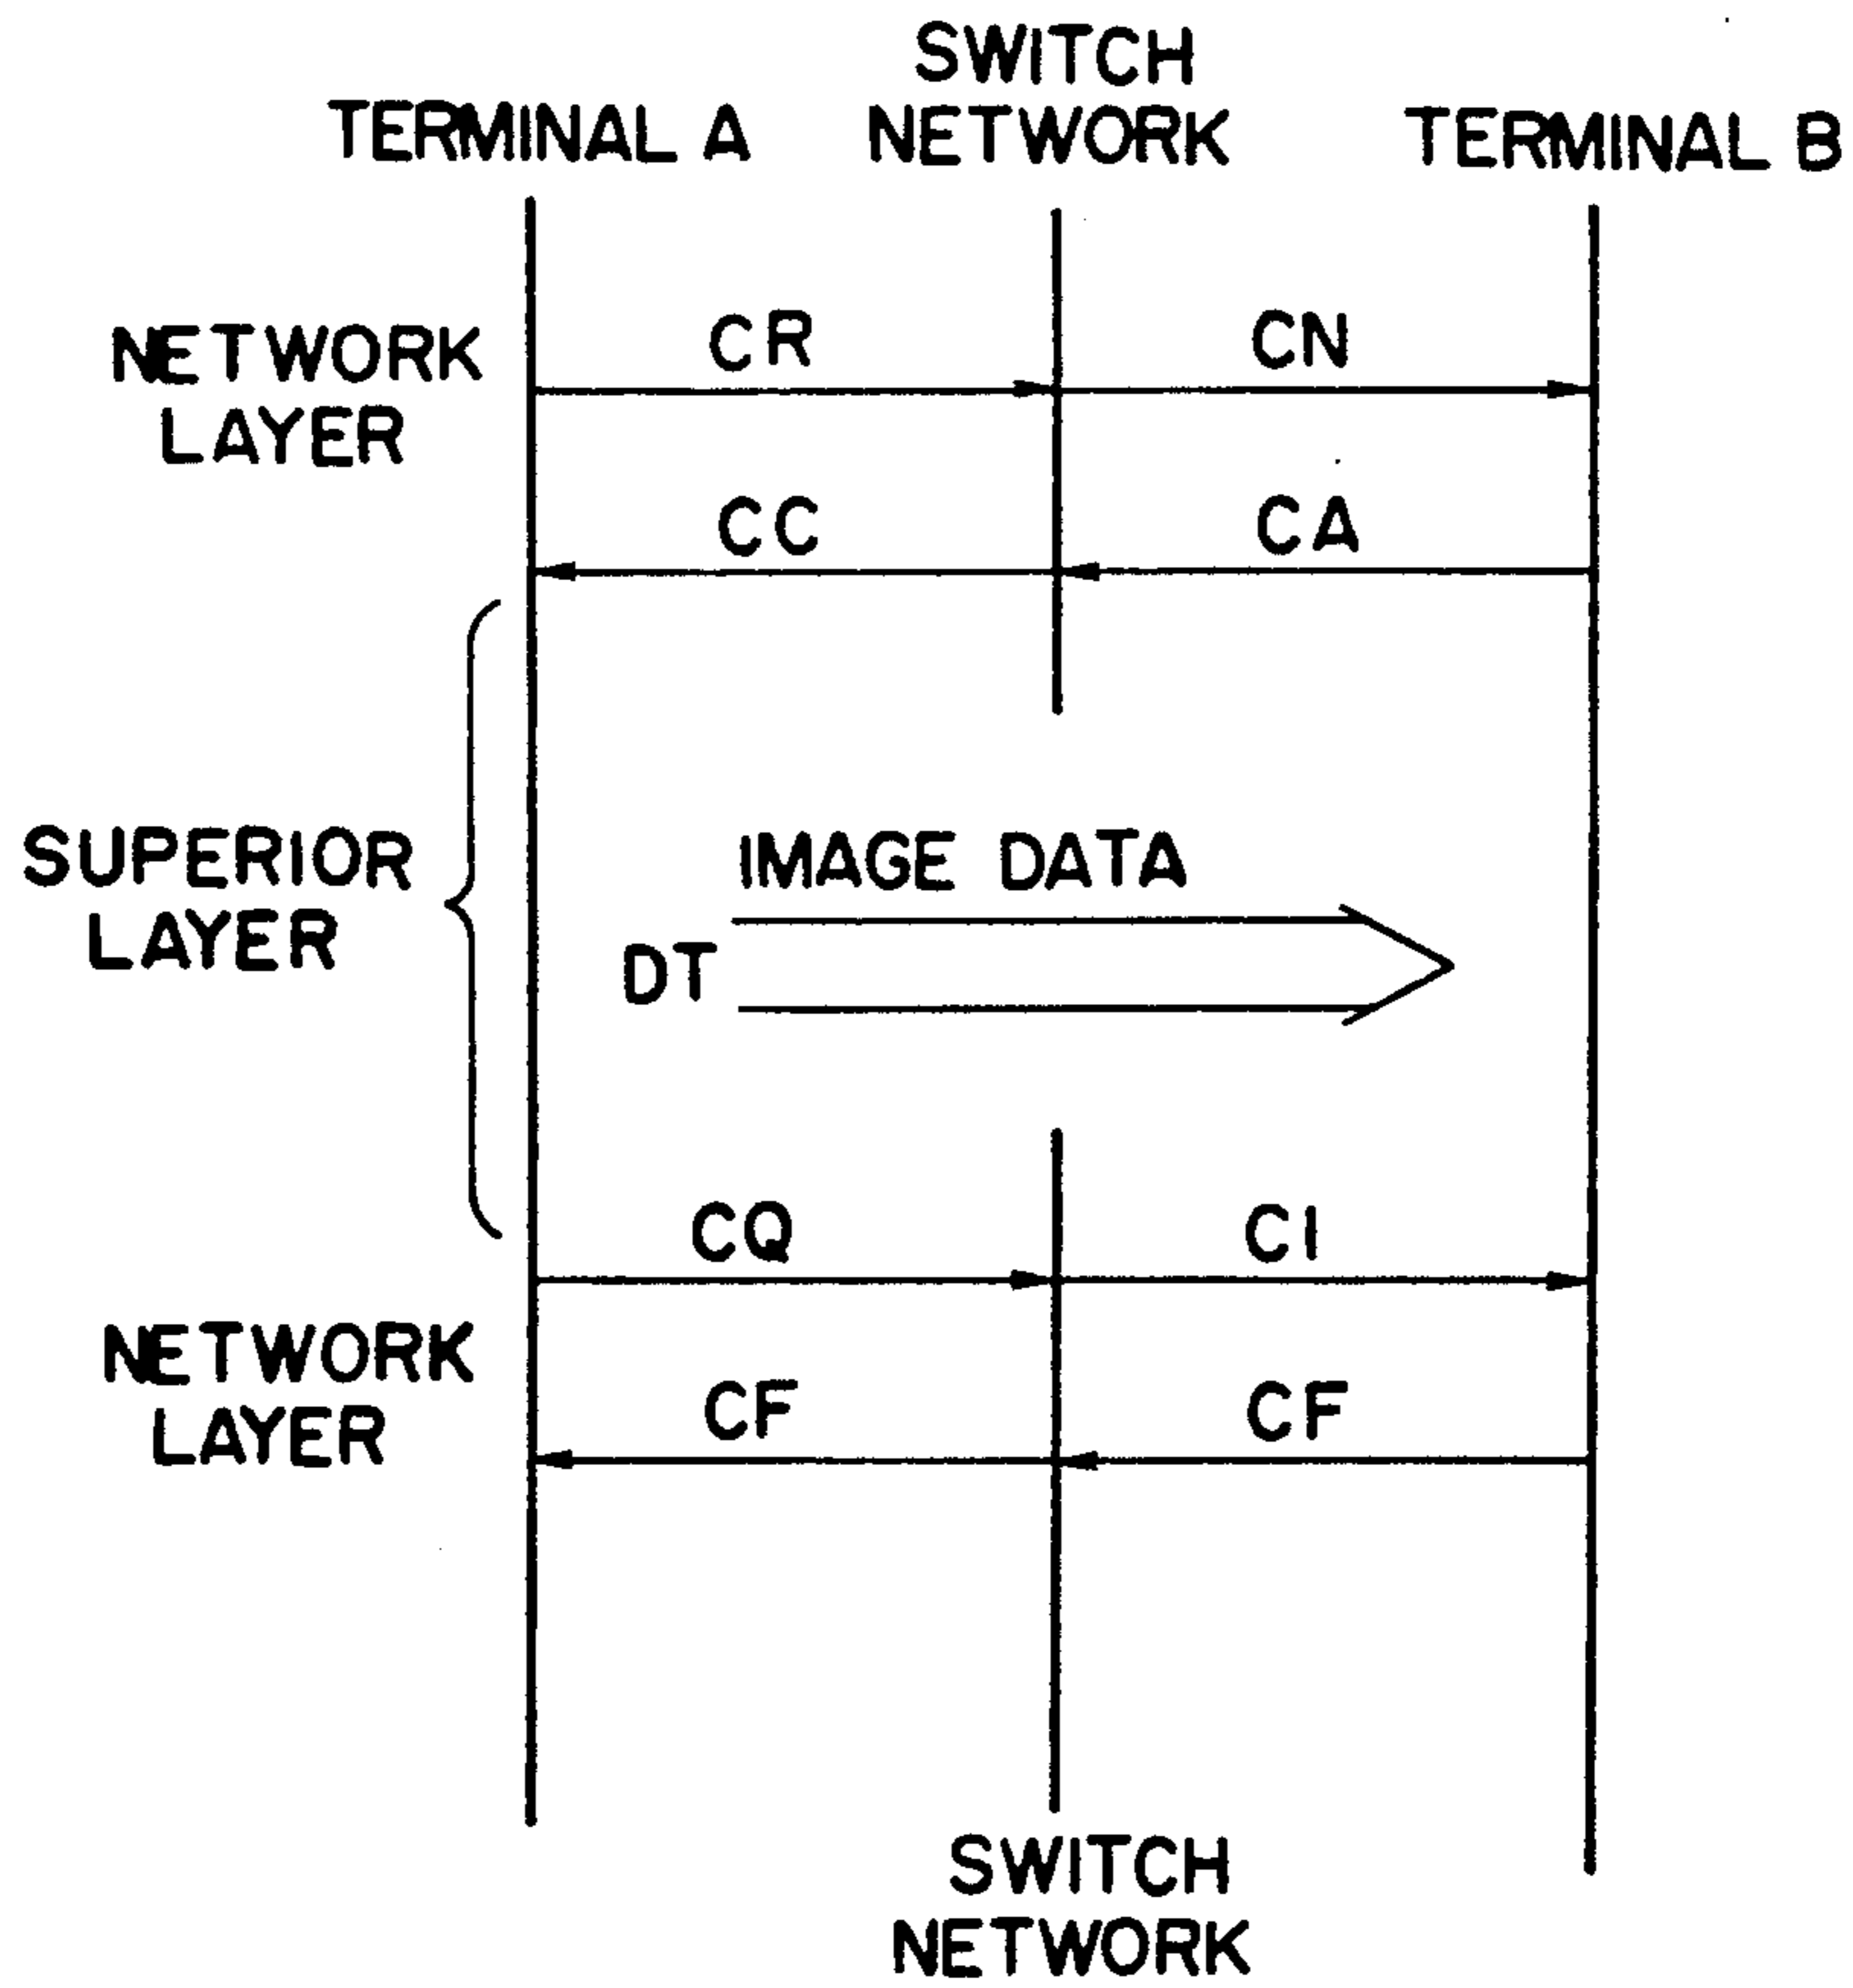 SWITCH
TERMINAL A NETWORK TERMINAL B
CR CN
NETWORK
LAYER
CC CA
SUPERIOR
LAYER
IMAGE DATA
DT
CQ CI
NETWORK
LAYER
CF CF
SWITCH
NETWORK